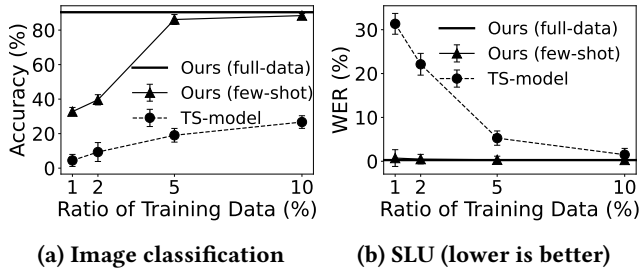 Accuracy (%)
80
60
40
20
0
Ours (full-data)
Ours (few-shot)
TS-model
1 2 5 10
Ratio of Training Data (%)
(a) Image classification
WER (%)
30
20
10
0
Ours (full-data)
Ours (few-shot)
TS-model
1 2 5 10
Ratio of Training Data (%)
(b) SLU (lower is better)